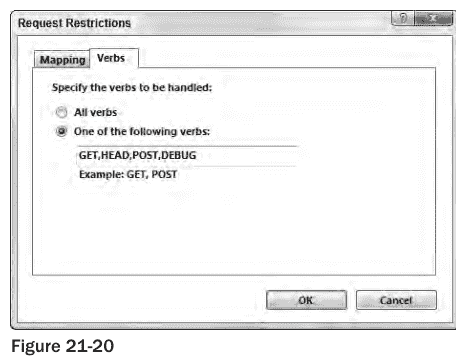 Request Restrictions
Mapping Verbs
Specify the verbs to be handled:
All verbs
One of the following verbs:
GET,HEAD,POST,DEBUG
Example: GET, POST
OK Cancel
Figure 21-20